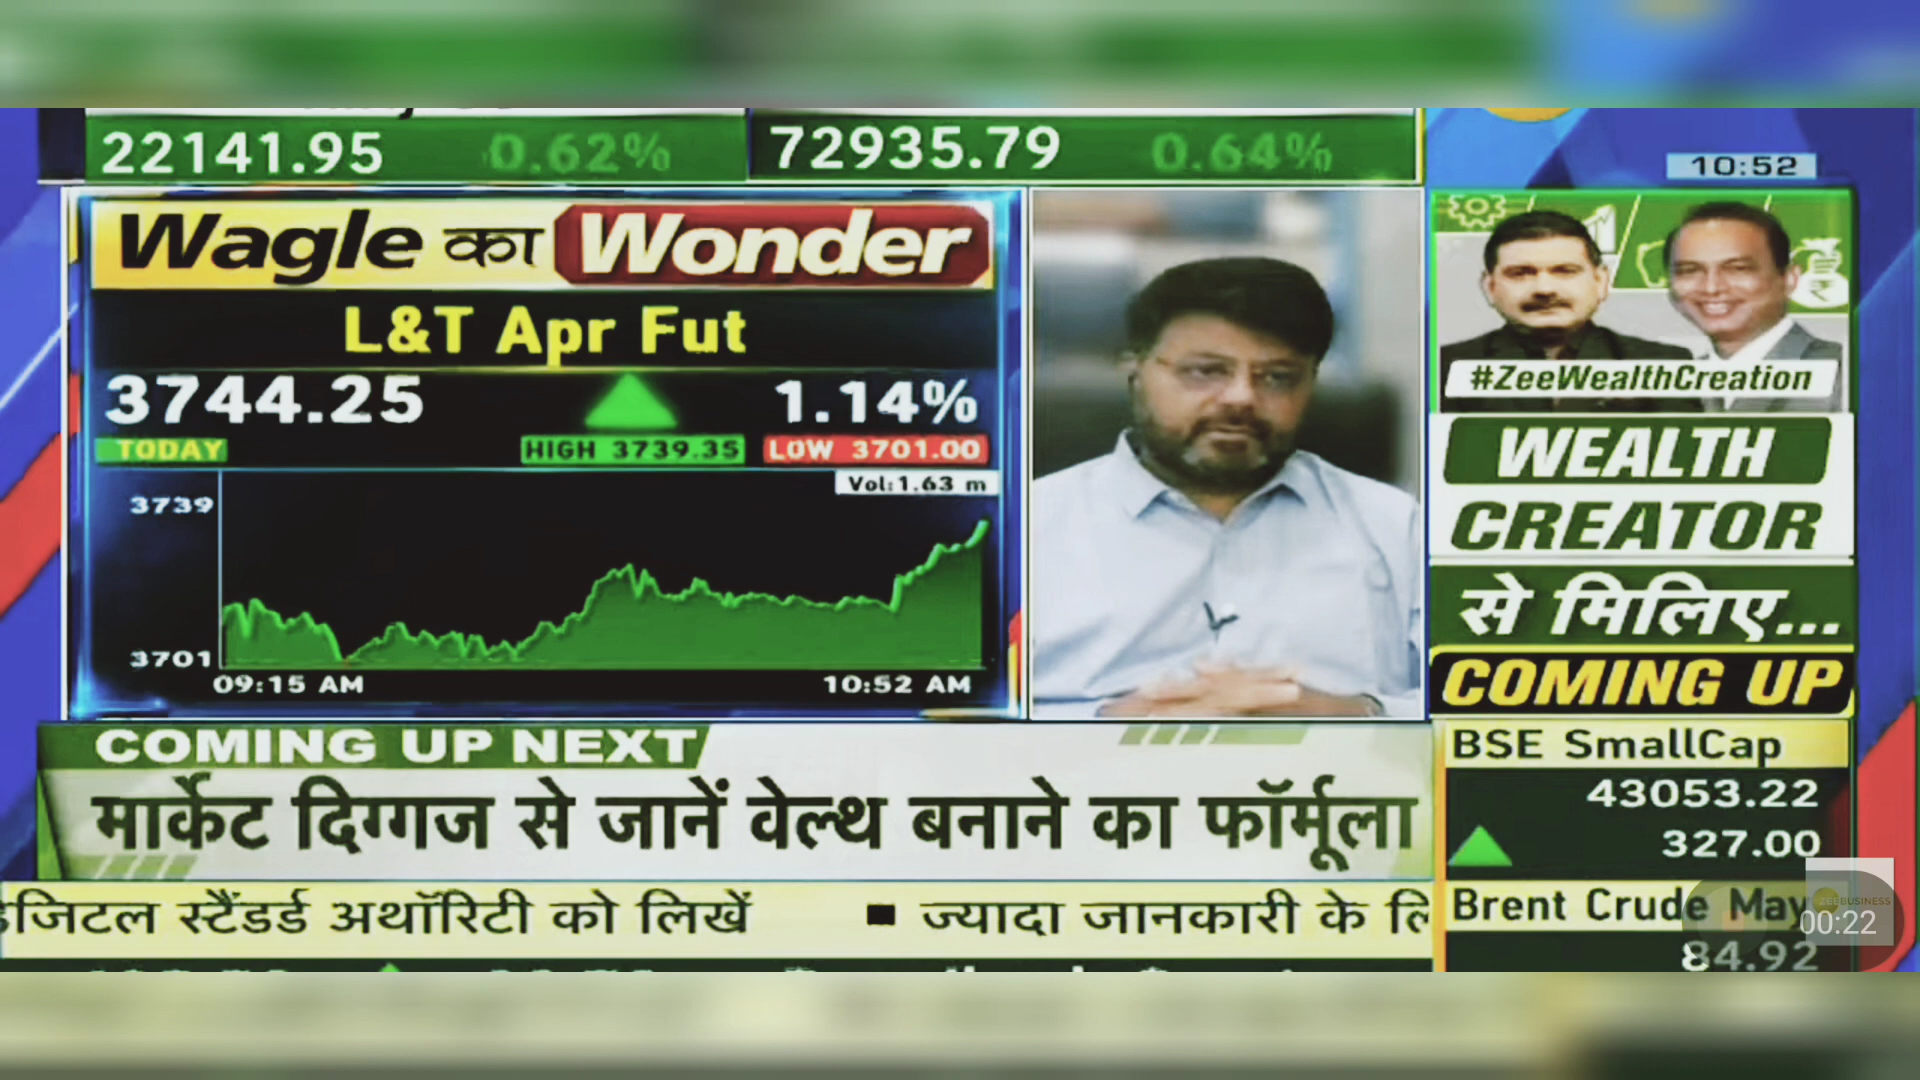 22141.95 0.62% 72935.79 0.64%
10:52
Wagle का Wonder
L&T Apr Fut
3744.25 1.14%
TODAY HIGH 3739.35 LOW 3701.00
Vol:1.63 m
3739
3701
09:15 AM 10:52 AM
#ZeeWealthCreation
WEALTH
CREATOR
से मिलिए...
COMING UP
COMING UP NEXT
मार्केट दिग्गज से जानें वेल्थ बनाने का फॉर्मूला
BSE SmallCap
43053.22
327.00
Brent Crude May
84.92
स्टैंडर्ड अथॉरिटी को लिखें ■ ज्यादा जानकारी के
ZEEBUSINESS
00:22